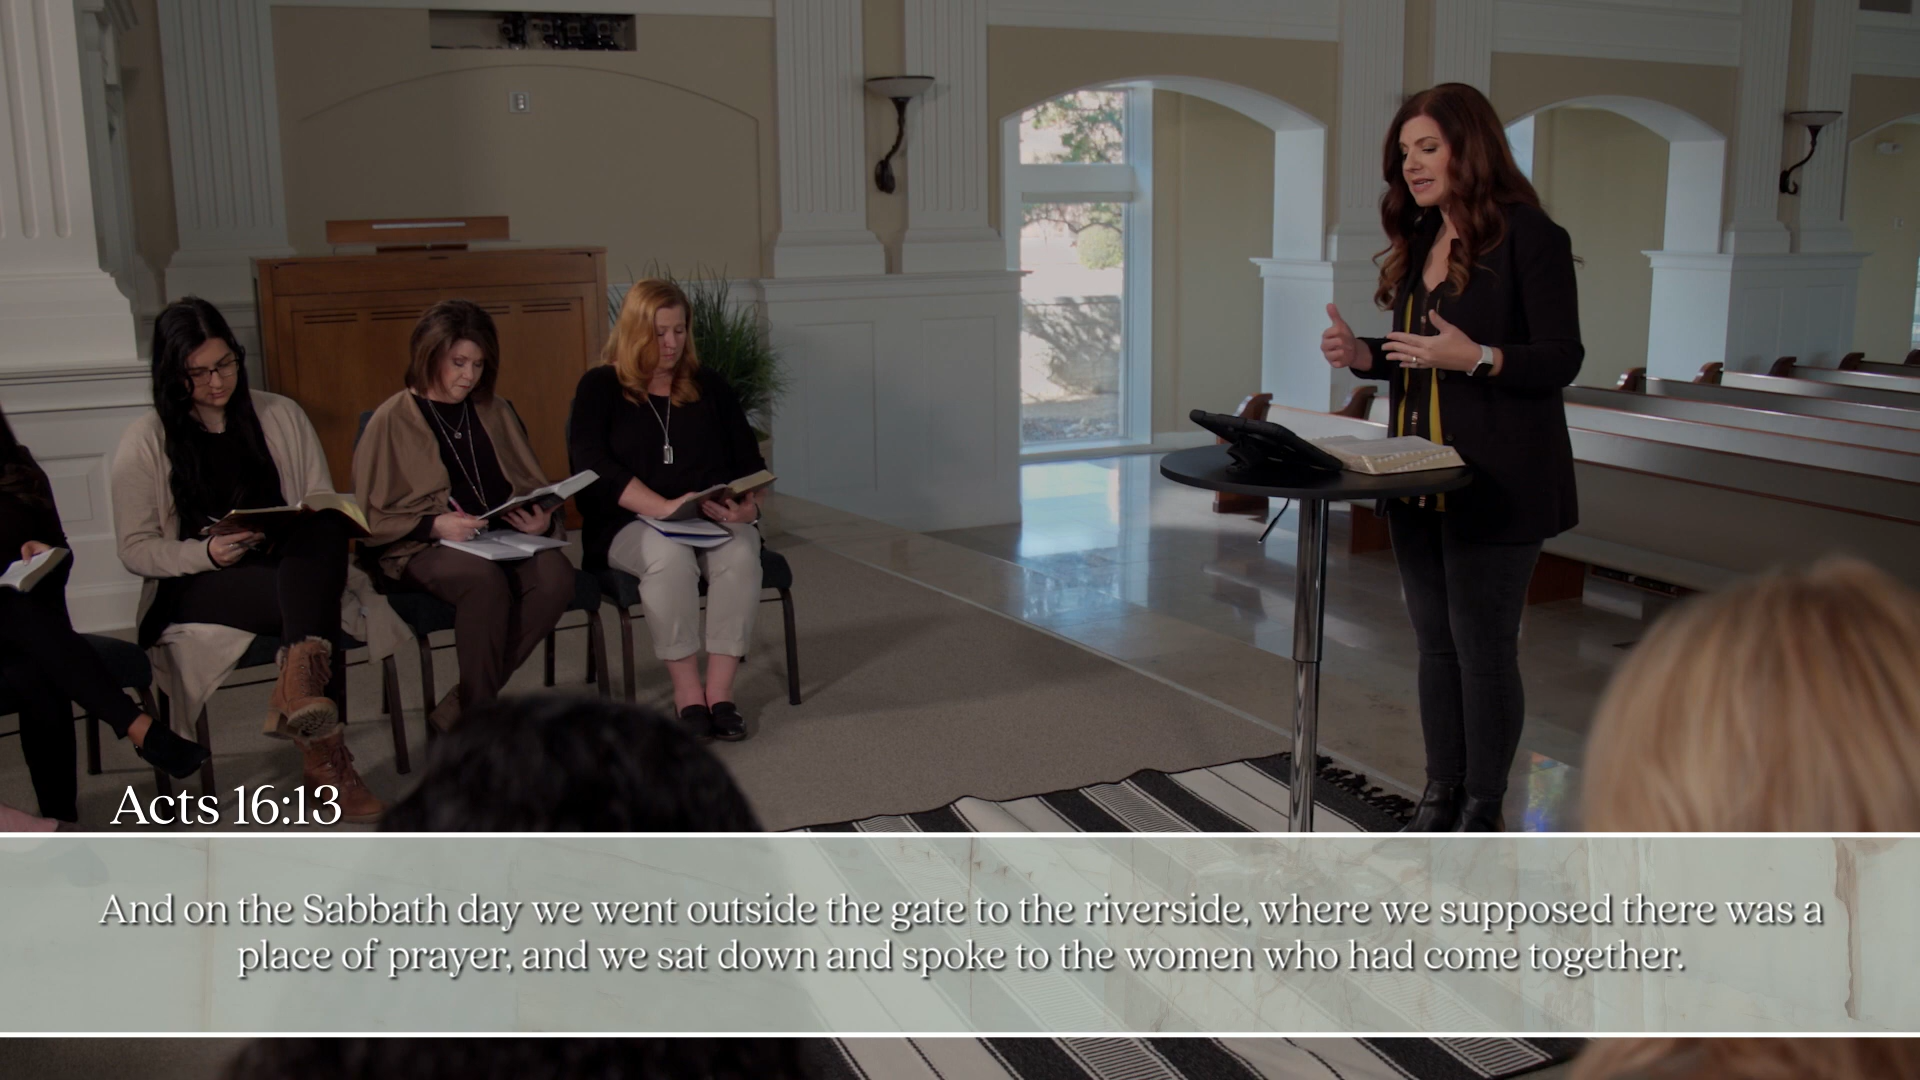 Acts 16:13
And on the Sabbath day we went outside the gate to the riverside, where we supposed there was a
place of prayer, and we sat down and spoke to the women who had come together.